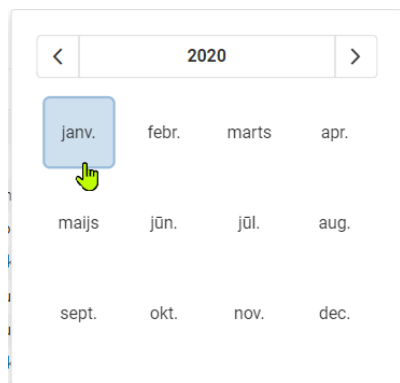 2020
janv. febr. marts apr.
maijs jūn. jūl. aug.
sept. okt. nov. dec.